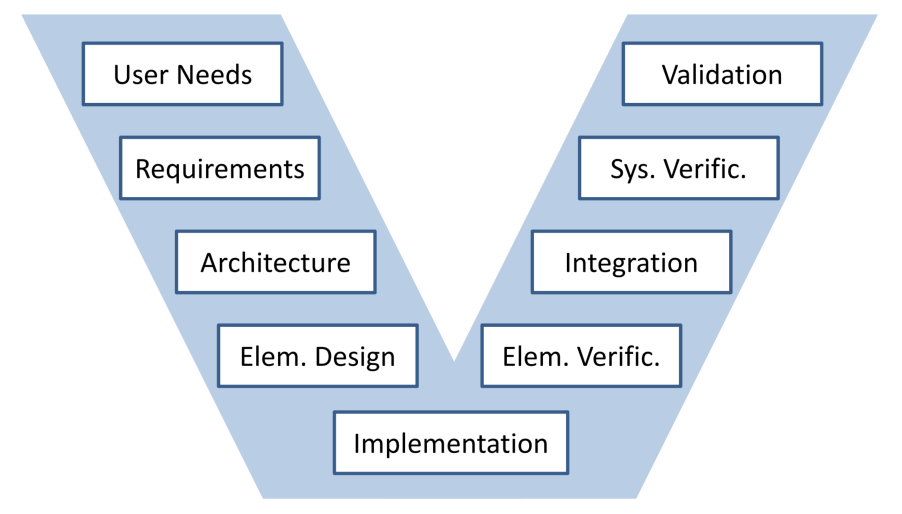 User Needs
Validation
Requirements
Sys. Verific.
Architecture
Integration
Elem. Design
Elem. Verific.
Implementation